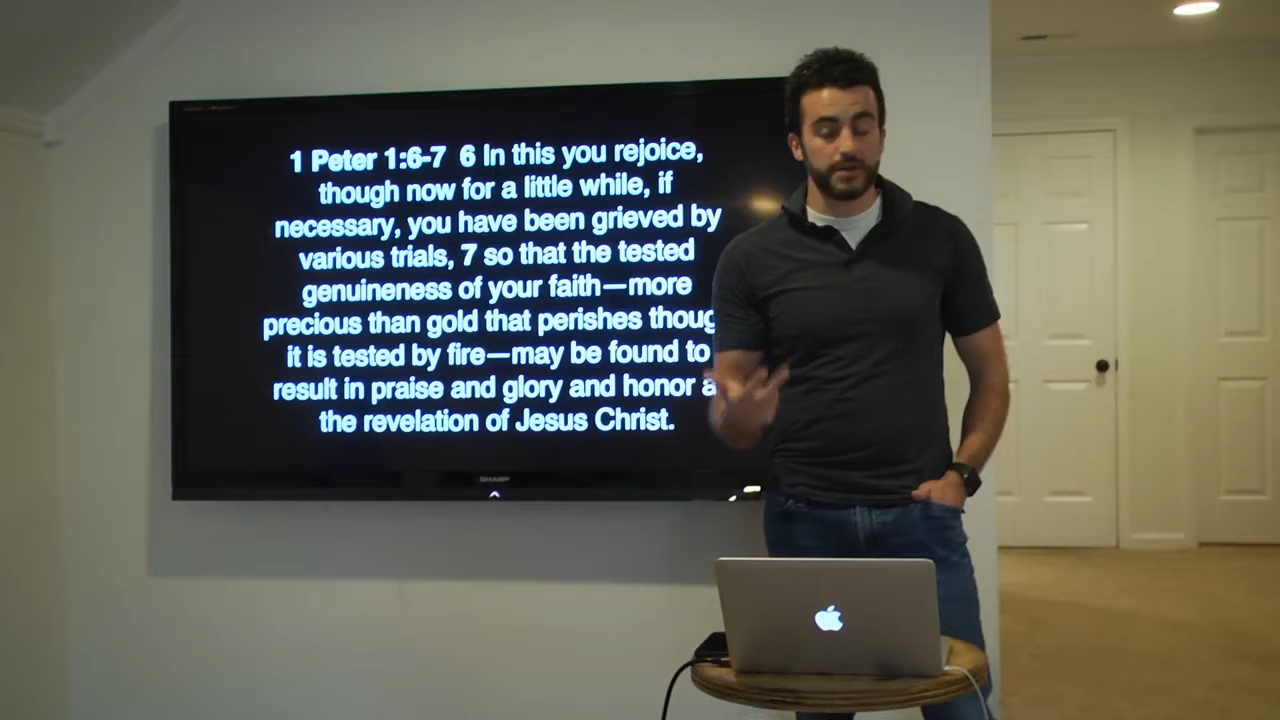 1 Peter 1:6-7 6 In this you rejoice,
though now for a little while, if
necessary, you have been grieved by
various trials, 7 so that the tested
genuineness of your faith—more
precious than gold that perishes thoug
it is tested by fire—may be found to
result in praise and glory and honor a
the revelation of Jesus Christ.
SHARP